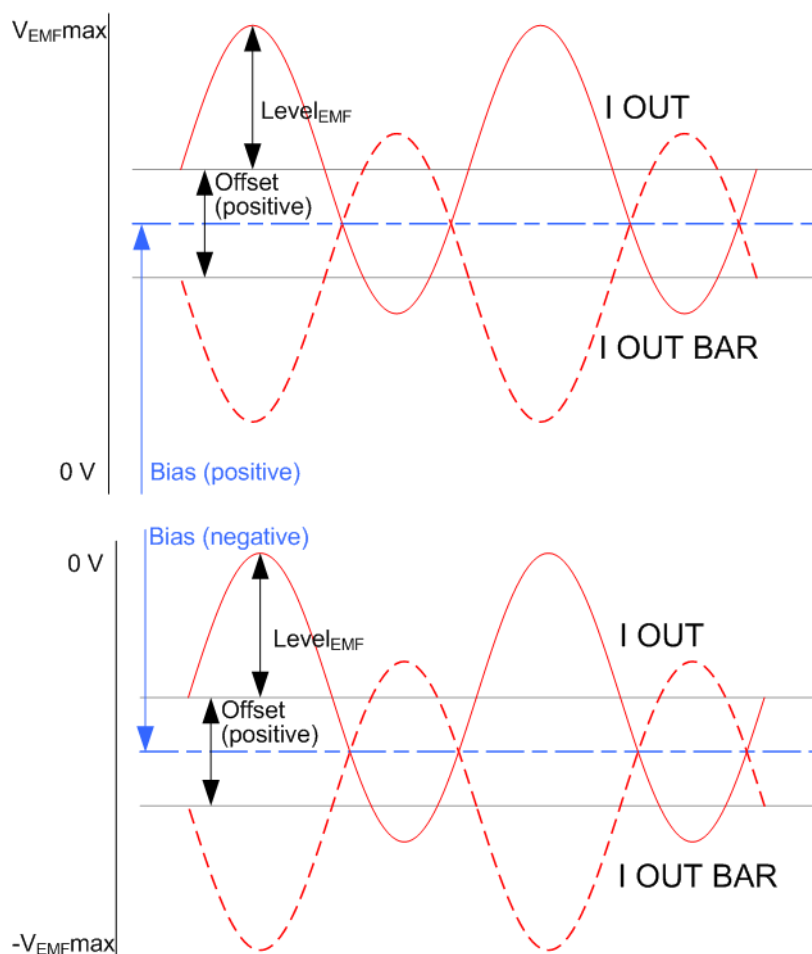 VEMFmax
LevelEMF
I OUT
Offset
(positive)
I OUT BAR
0 V
Bias (positive)
Bias (negative)
0 V
LevelEMF
I OUT
Offset
(positive)
I OUT BAR
-VEMFmax